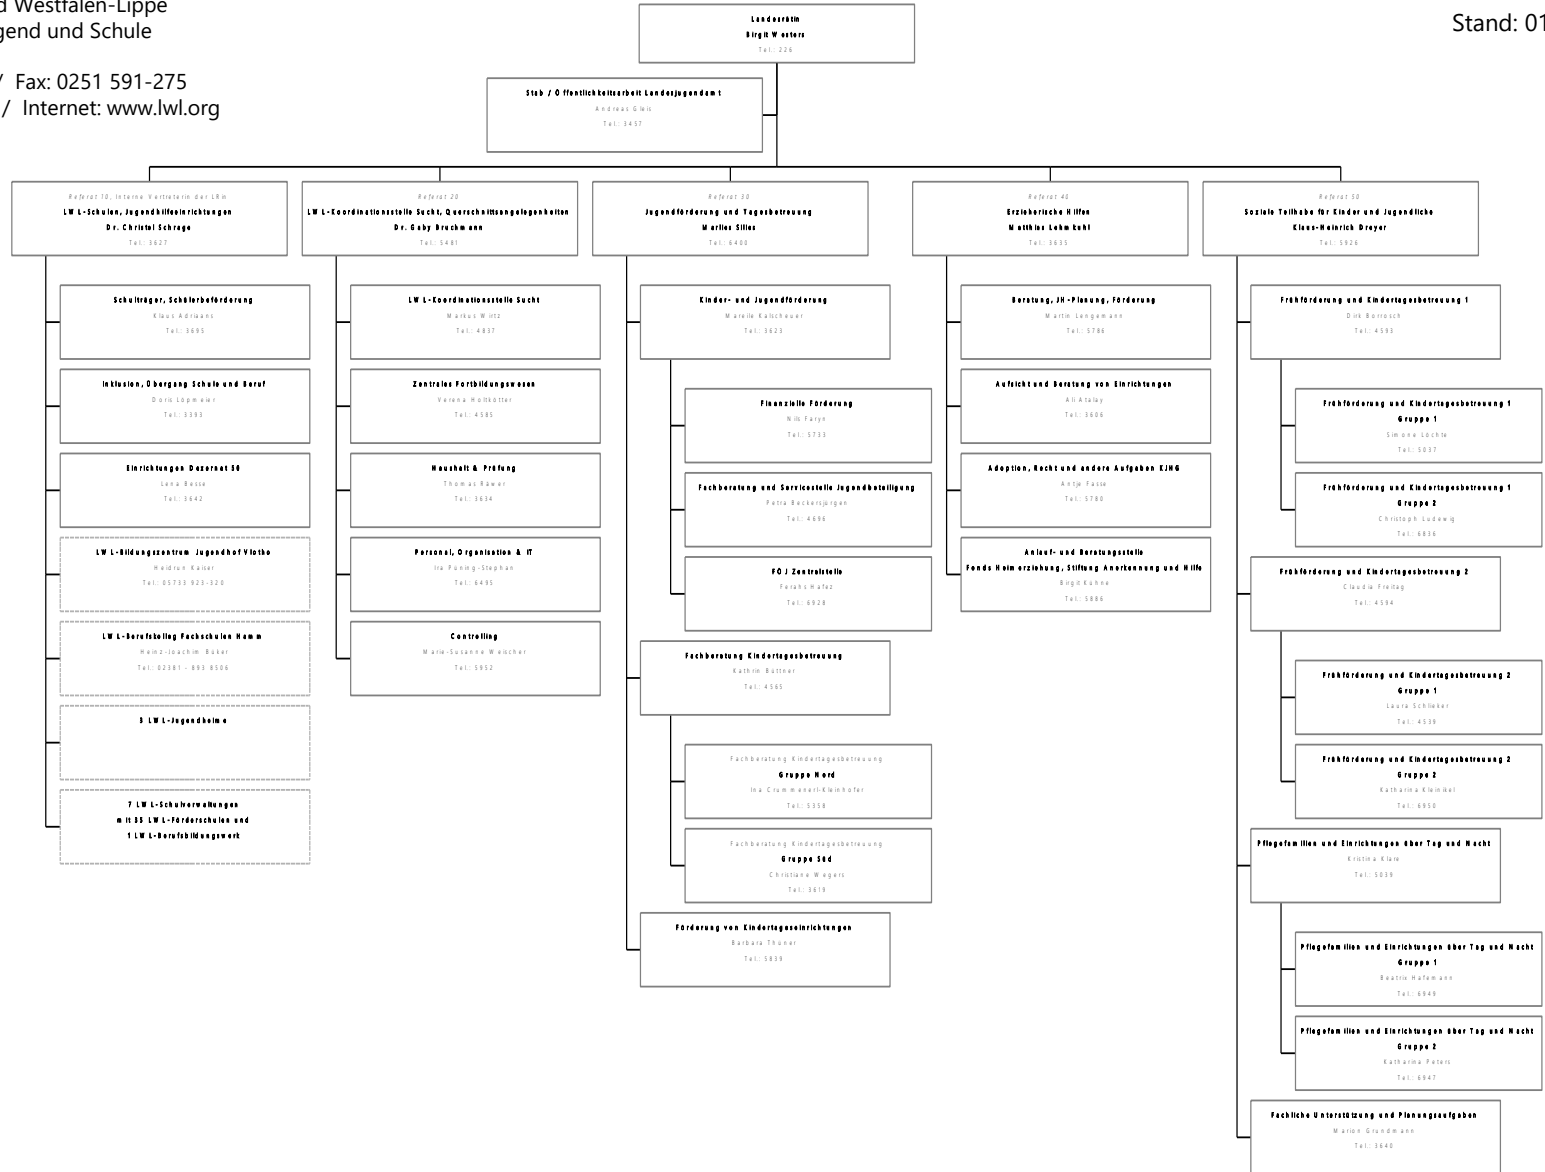 d Westfalen-Lippe
gend und Schule
/ Fax: 0251 591-275
/ Internet: www.lwl.org
Stand: 01
Landesrätin
Birgit Westers
Tel.: 226
Stab / Öffentlichkeitsarbeit Landesjugendamt
Andreas Gleis
Tel.: 3457
Referat 10, interne Vertreterin der LRin
LWL-Schulen, Jugendhilfeeinrichtungen
Dr. Christel Schrage
Tel.: 3627
Schulträger, Schülerbeförderung
Klaus Adriaans
Tel.: 3695
Inklusion, Übergang Schule und Beruf
Doris Löpmeier
Tel.: 3393
Einrichtungen Dezernat 50
Lena Besse
Tel.: 3642
LWL-Bildungszentrum Jugendhof Vlotho
Heidrun Kaiser
Tel.: 05733 923-320
LWL-Berufskolleg Fachschulen Hamm
Heinz-Joachim Büker
Tel.: 02381 - 893 8506
3 LWL-Jugendheime
7 LWL-Schulverwaltungen
mit 35 LWL-Förderschulen und
1 LWL-Berufsbildungswerk
Referat 20
LWL-Koordinationsstelle Sucht, Querschnittsangelegenheiten
Dr. Gaby Bruchmann
Tel.: 5481
LWL-Koordinationsstelle Sucht
Markus Wirtz
Tel.: 4837
Zentrales Fortbildungswesen
Verena Holtkötter
Tel.: 4585
Haushalt & Prüfung
Thomas Bäwer
Tel.: 3634
Personal, Organisation & IT
Ira Püning-Stephan
Tel.: 6495
Controlling
Marie-Susanne Weischer
Tel.: 5952
Referat 30
Jugendförderung und Tagesbetreuung
Marlies Silies
Tel.: 6400
Kinder- und Jugendförderung
Mareile Kalscheuer
Tel.: 3623
Finanzielle Förderung
Nils Faryn
Tel.: 5733
Fachberatung und Servicestelle Jugendbeteiligung
Petra Beckersjürgen
Tel.: 4696
FÖJ Zentralstelle
Ferahs Hafez
Tel.: 6928
Fachberatung Kindertagesbetreuung
Kathrin Büttner
Tel.: 4565
Fachberatung Kindertagesbetreuung
Gruppe Nord
Ina Crummenerl-Kleinhofer
Tel.: 5358
Fachberatung Kindertagesbetreuung
Gruppe Süd
Christiane Wegers
Tel.: 3619
Förderung von Kindertageseinrichtungen
Barbara Thüner
Tel.: 5839
Referat 40
Erzieherische Hilfen
Matthias Lehmkuhl
Tel.: 3635
Beratung, JH-Planung, Förderung
Martin Lengemann
Tel.: 5786
Aufsicht und Beratung von Einrichtungen
Ali Atalay
Tel.: 3606
Adoption, Recht und andere Aufgaben KJHG
Antje Fasse
Tel.: 5780
Anlauf- und Beratungsstelle
Fonds Heimerziehung, Stiftung Anerkennung und Hilfe
Birgit Kühne
Tel.: 5886
Referat 50
Soziale Teilhabe für Kinder und Jugendliche
Klaus-Heinrich Dreyer
Tel.: 5926
Frühförderung und Kindertagesbetreuung 1
Dirk Borrosch
Tel.: 4593
Frühförderung und Kindertagesbetreuung 1
Gruppe 1
Simone Löchte
Tel.: 5037
Frühförderung und Kindertagesbetreuung 1
Gruppe 2
Christoph Ludewig
Tel.: 6836
Frühförderung und Kindertagesbetreuung 2
Claudia Freitag
Tel.: 4594
Frühförderung und Kindertagesbetreuung 2
Gruppe 1
Laura Schlieker
Tel.: 4539
Frühförderung und Kindertagesbetreuung 2
Gruppe 2
Katharina Kleinikel
Tel.: 6950
Pflegefamilien und Einrichtungen über Tag und Nacht
Kristina Klare
Tel.: 5039
Pflegefamilien und Einrichtungen über Tag und Nacht
Gruppe 1
Beatrix Hafemann
Tel.: 6949
Pflegefamilien und Einrichtungen über Tag und Nacht
Gruppe 2
Katharina Peters
Tel.: 6947
Fachliche Unterstützung und Planungsaufgaben
Marion Grundmann
Tel.: 3640